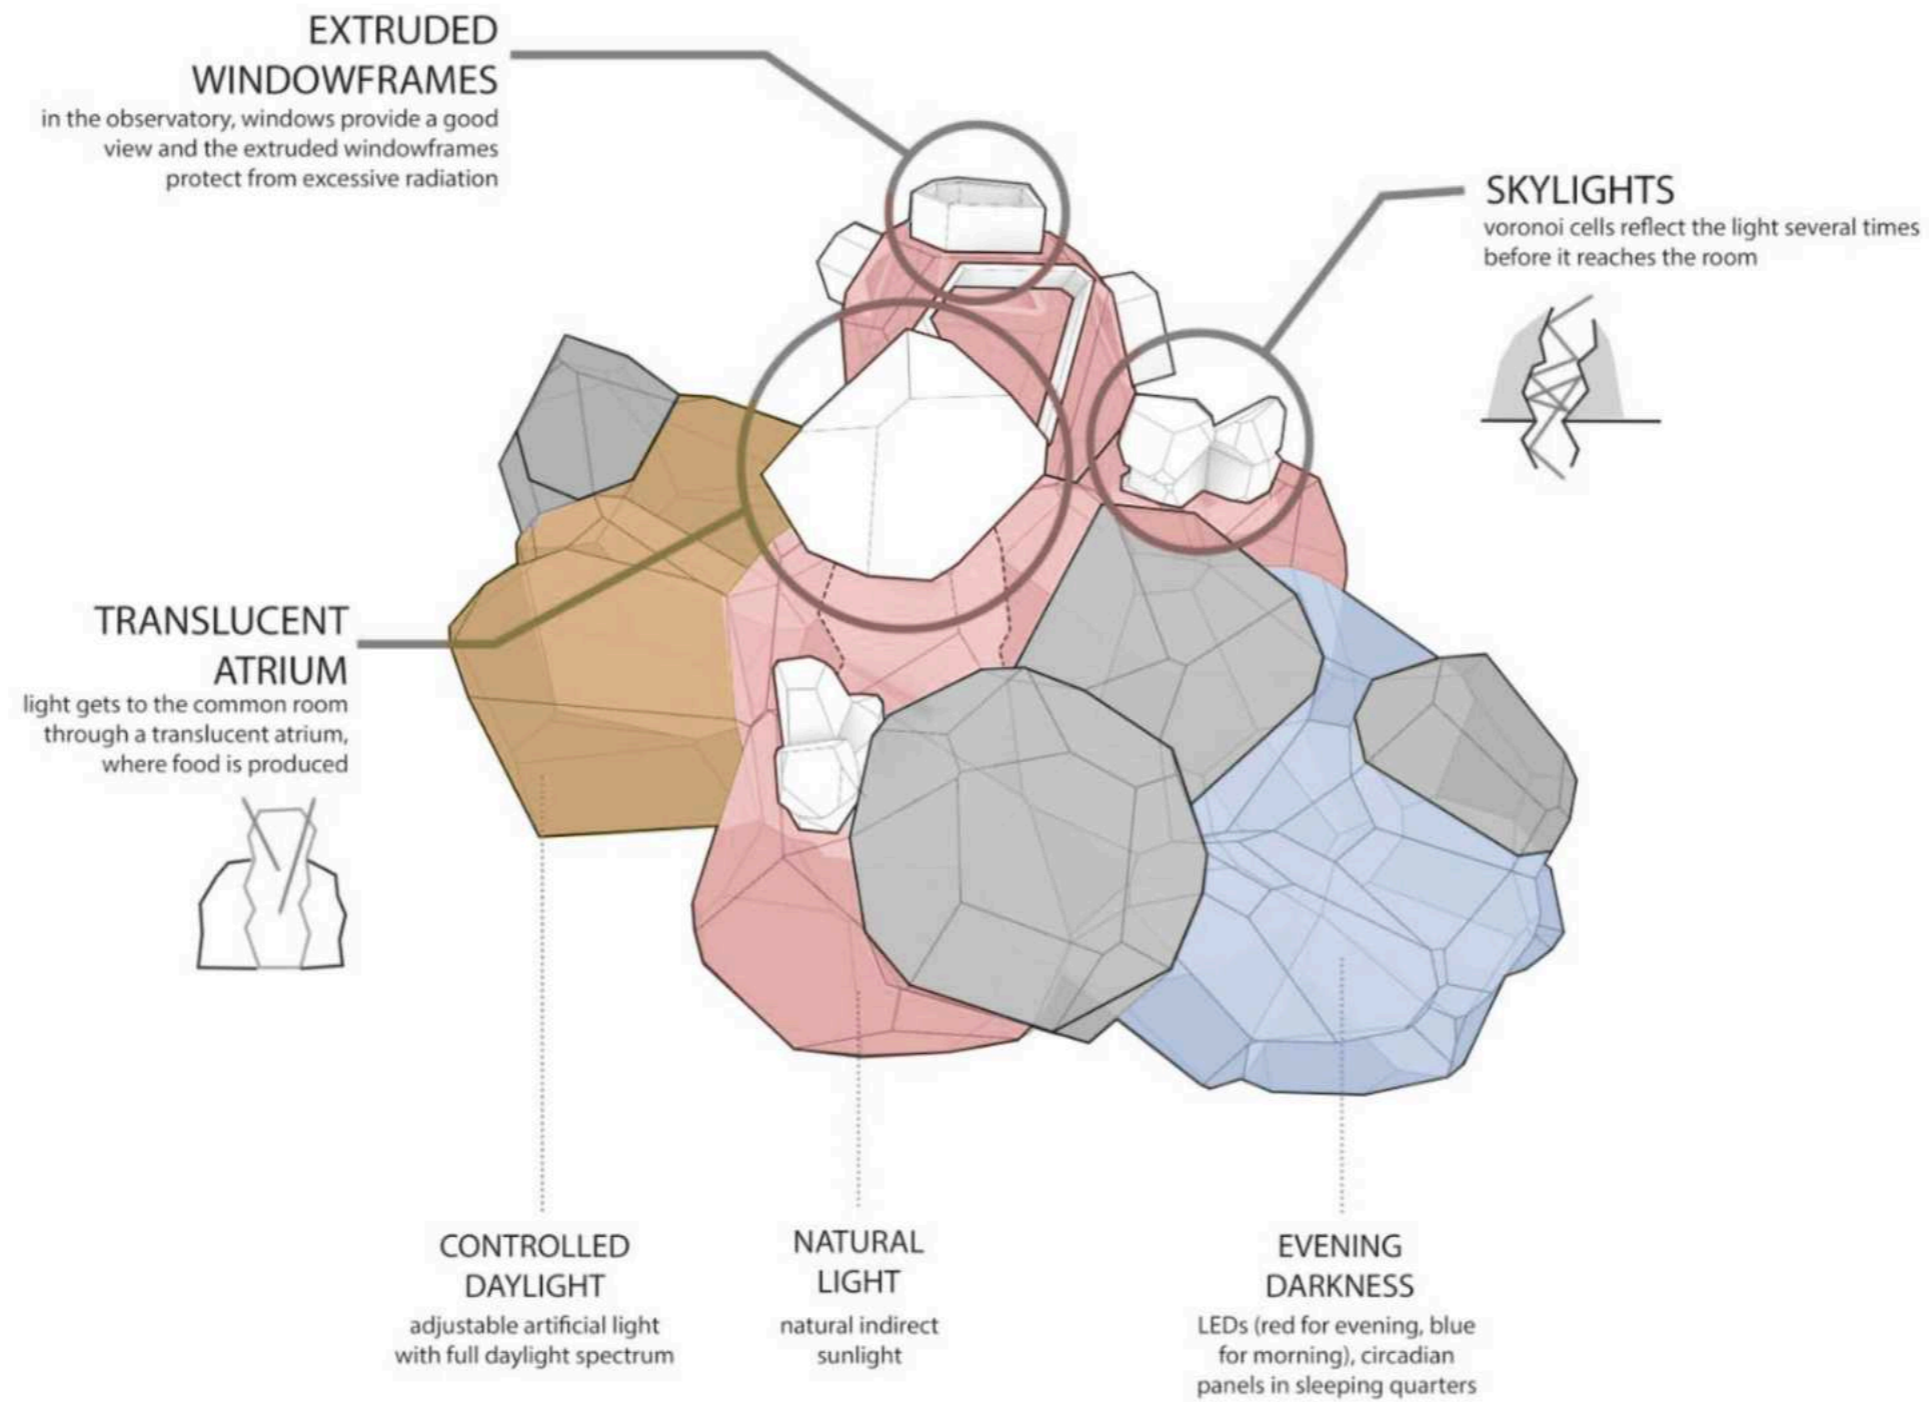 EXTRUDED
WINDOWFRAMES
in the observatory, windows provide a good
view and the extruded windowframes
protect from excessive radiation
SKYLIGHTS
voronoi cells reflect the light several times
before it reaches the room
TRANSLUCENT
ATRIUM
light gets to the common room
through a translucent atrium,
where food is produced
CONTROLLED
DAYLIGHT
adjustable artificial light
with full daylight spectrum
NATURAL
LIGHT
natural indirect
sunlight
EVENING
DARKNESS
LEDs (red for evening, blue
for morning), circadian
panels in sleeping quarters